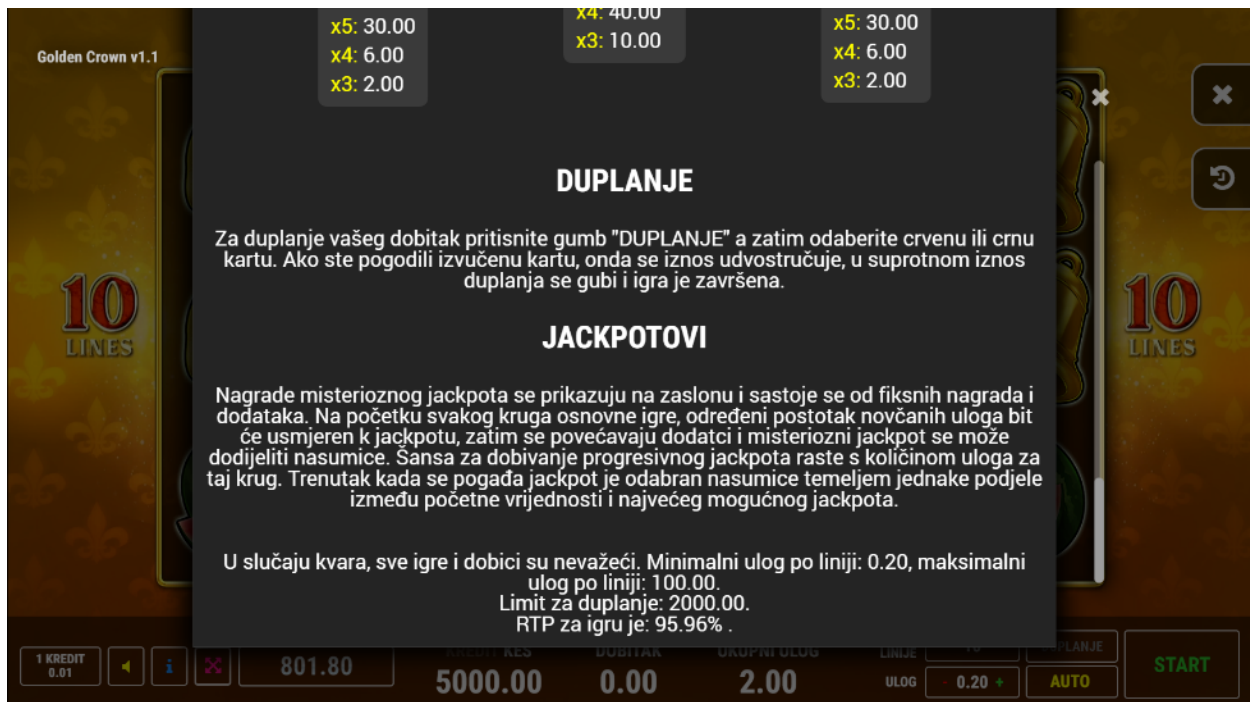 x5: 30.00
x4: 6.00
x3: 2.00
x4: 40.00
x3: 10.00
x5: 30.00
x4: 6.00
x3: 2.00
Golden Crown v1.1
DUPLANJE
Za duplanje vašeg dobitak pritisnite gumb "DUPLANJE" a zatim odaberite crvenu ili crnu
kartu. Ako ste pogodili izvučenu kartu, onda se iznos udvostručuje, u suprotnom iznos
duplanja se gubi i igra je završena.
10
LINES
10
LINES
JACKPOTOVI
Nagrade misterioznog jackpota se prikazuju na zaslonu i sastoje se od fiksnih nagrada i
dodataka. Na početku svakog kruga osnovne igre, određeni postotak novčanih uloga bit
će usmjeren k jackpotu, zatim se povećavaju dodatci i misteriozni jackpot se može
dodijeliti nasumice. Šansa za dobivanje progresivnog jackpota raste s količinom uloga za
taj krug. Trenutak kada se pogađa jackpot je odabran nasumice temeljem jednake podjele
između početne vrijednosti i najvećeg mogućnog jackpota.
U slučaju kvara, sve igre i dobici su nevažeći. Minimalni ulog po liniji: 0.20, maksimalni
ulog po liniji: 100.00.
Limit za duplanje: 2000.00.
RTP za igru je: 95.96% .
1 KREDIT
0.01
i
801.80
KREDIT KEŠ
5000.00
DOBITAK
0.00
UKUPNI ULOG
2.00
LINIJE
10
ULOG
- 0.20 +
AUTO
START